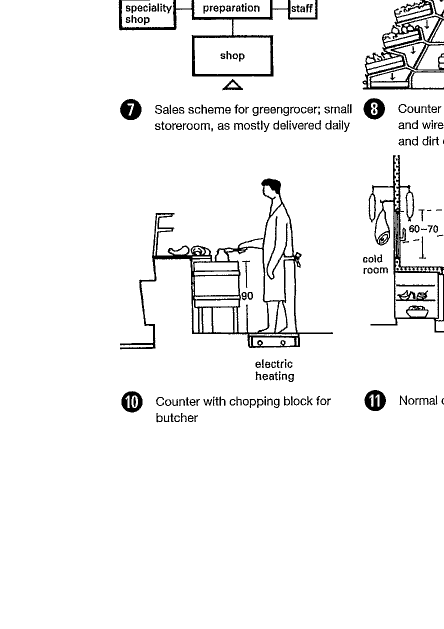 speciality
shop
preparation
staff
shop
7 Sales scheme for greengrocer; small
storeroom, as mostly delivered daily
8 Counter
and wire
and dirt
60–70
cold
room
90
electric
heating
10 Counter with chopping block for
butcher
11 Normal